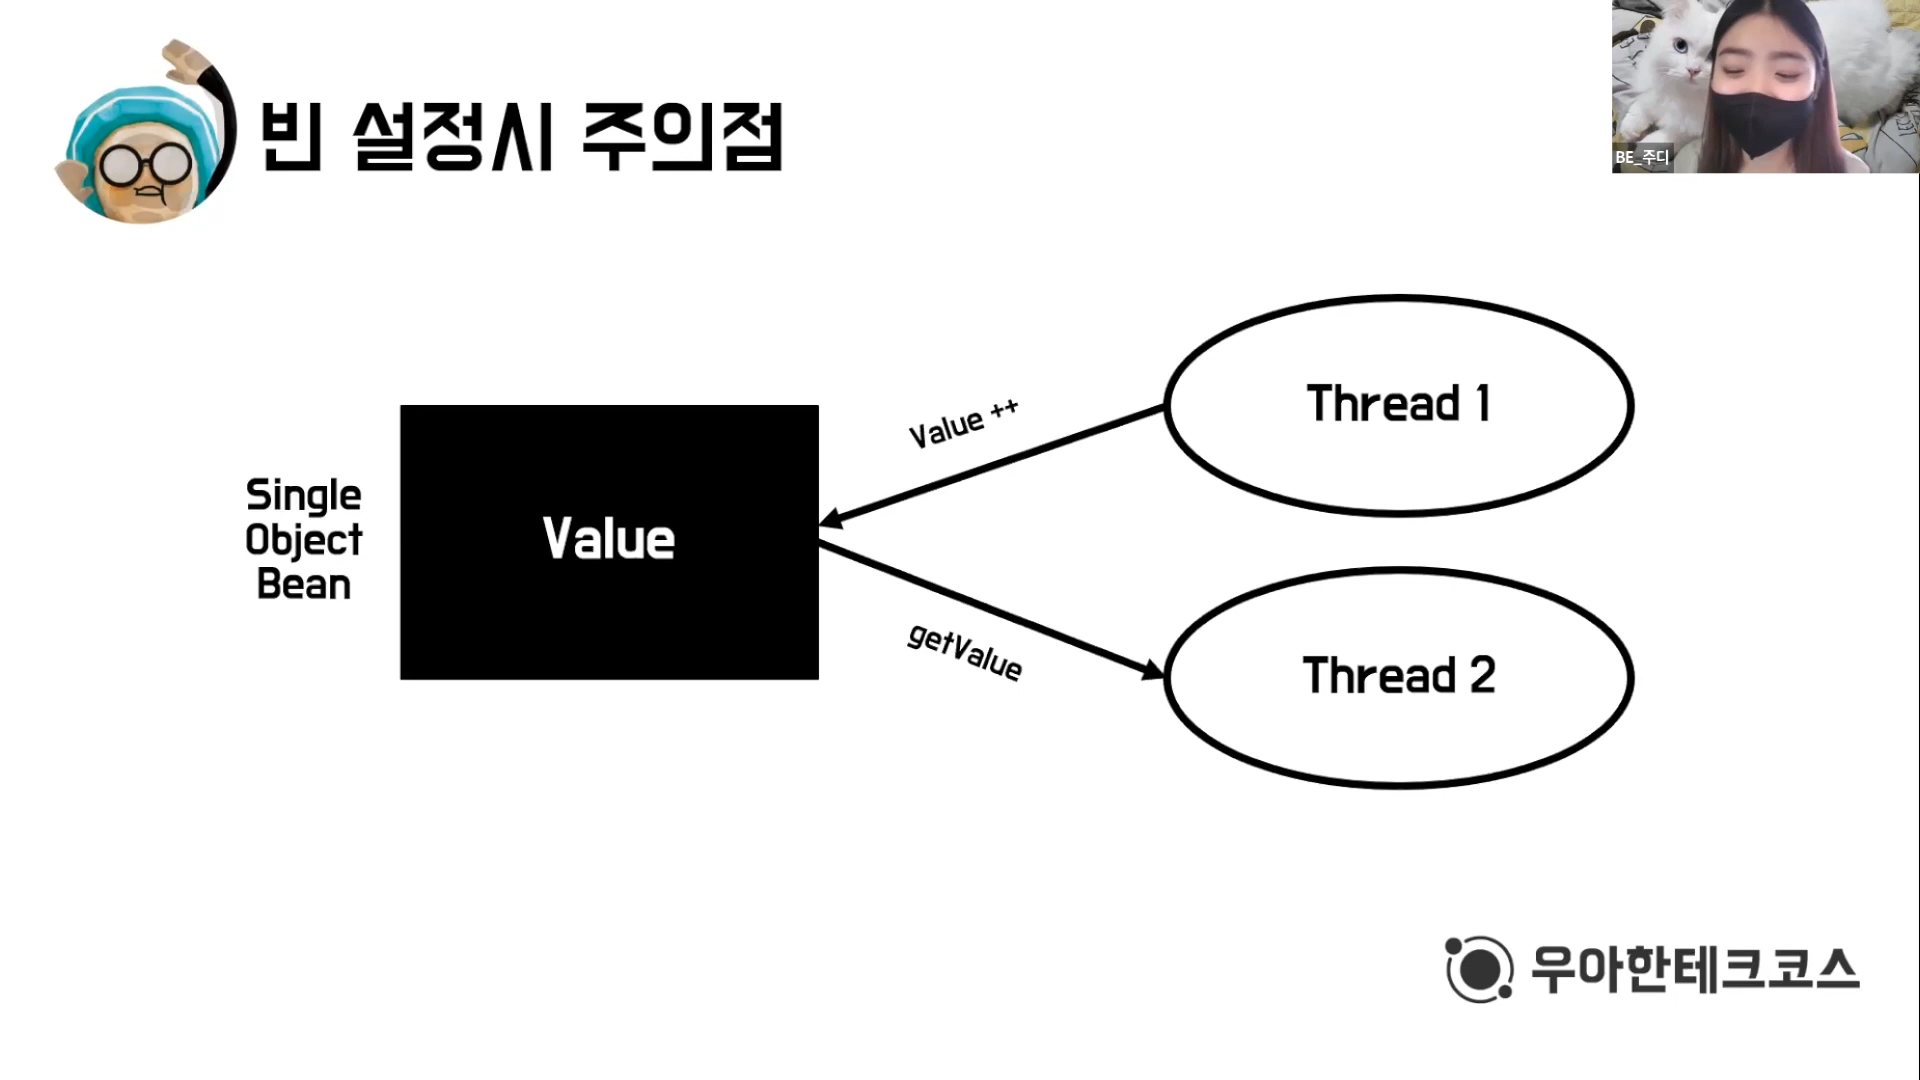 빈 설정시 주의점
BE_주디
Value ++
Thread 1
Single
Object
Bean
Value
getValue
Thread 2
우아한테크코스